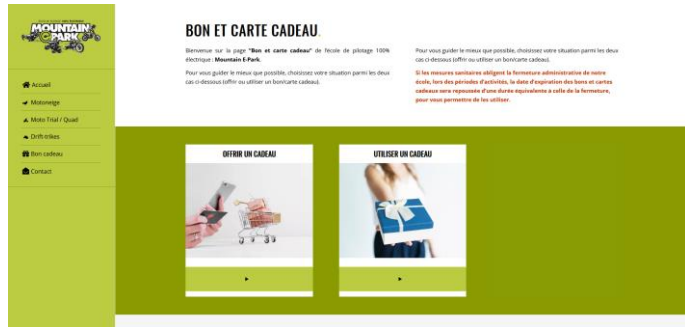 MOUNTAIN
e-PARK
Accueil
Motoneige
Moto Trial / Quad
Drift-trikes
Bon cadeau
Contact
BON ET CARTE CADEAU.
Bienvenue sur la page "Bon et carte cadeau" de l'école de pilotage 100%
électrique : Mountain E-Park.
Pour vous guider le mieux que possible, choisissez votre situation parmi les deux
cas ci-dessous (offrir ou utiliser un bon/carte cadeau).
Pour vous guider le mieux que possible, choisissez votre situation parmi les deux
cas ci-dessous (offrir ou utiliser un bon/carte cadeau).
Si les mesures sanitaires obligent la fermeture administrative de notre
école, lors des périodes d'activités, la date d'expiration des bons et cartes
cadeaux sera repoussée d'une durée équivalente à celle de la fermeture,
pour vous permettre de les utiliser.
OFFRIR UN CADEAU
UTILISER UN CADEAU